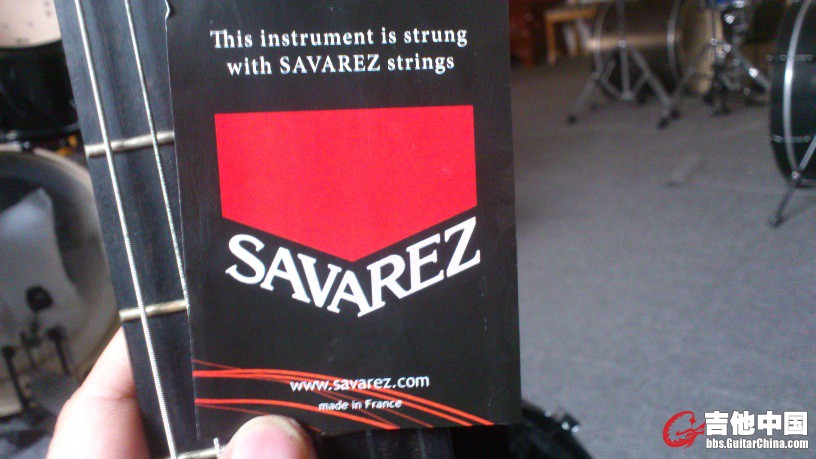 This instrument is strung
with SAVAREZ strings
SAVAREZ
www.savarez.com
made in France
吉他中国
bbs.GuitarChina.com